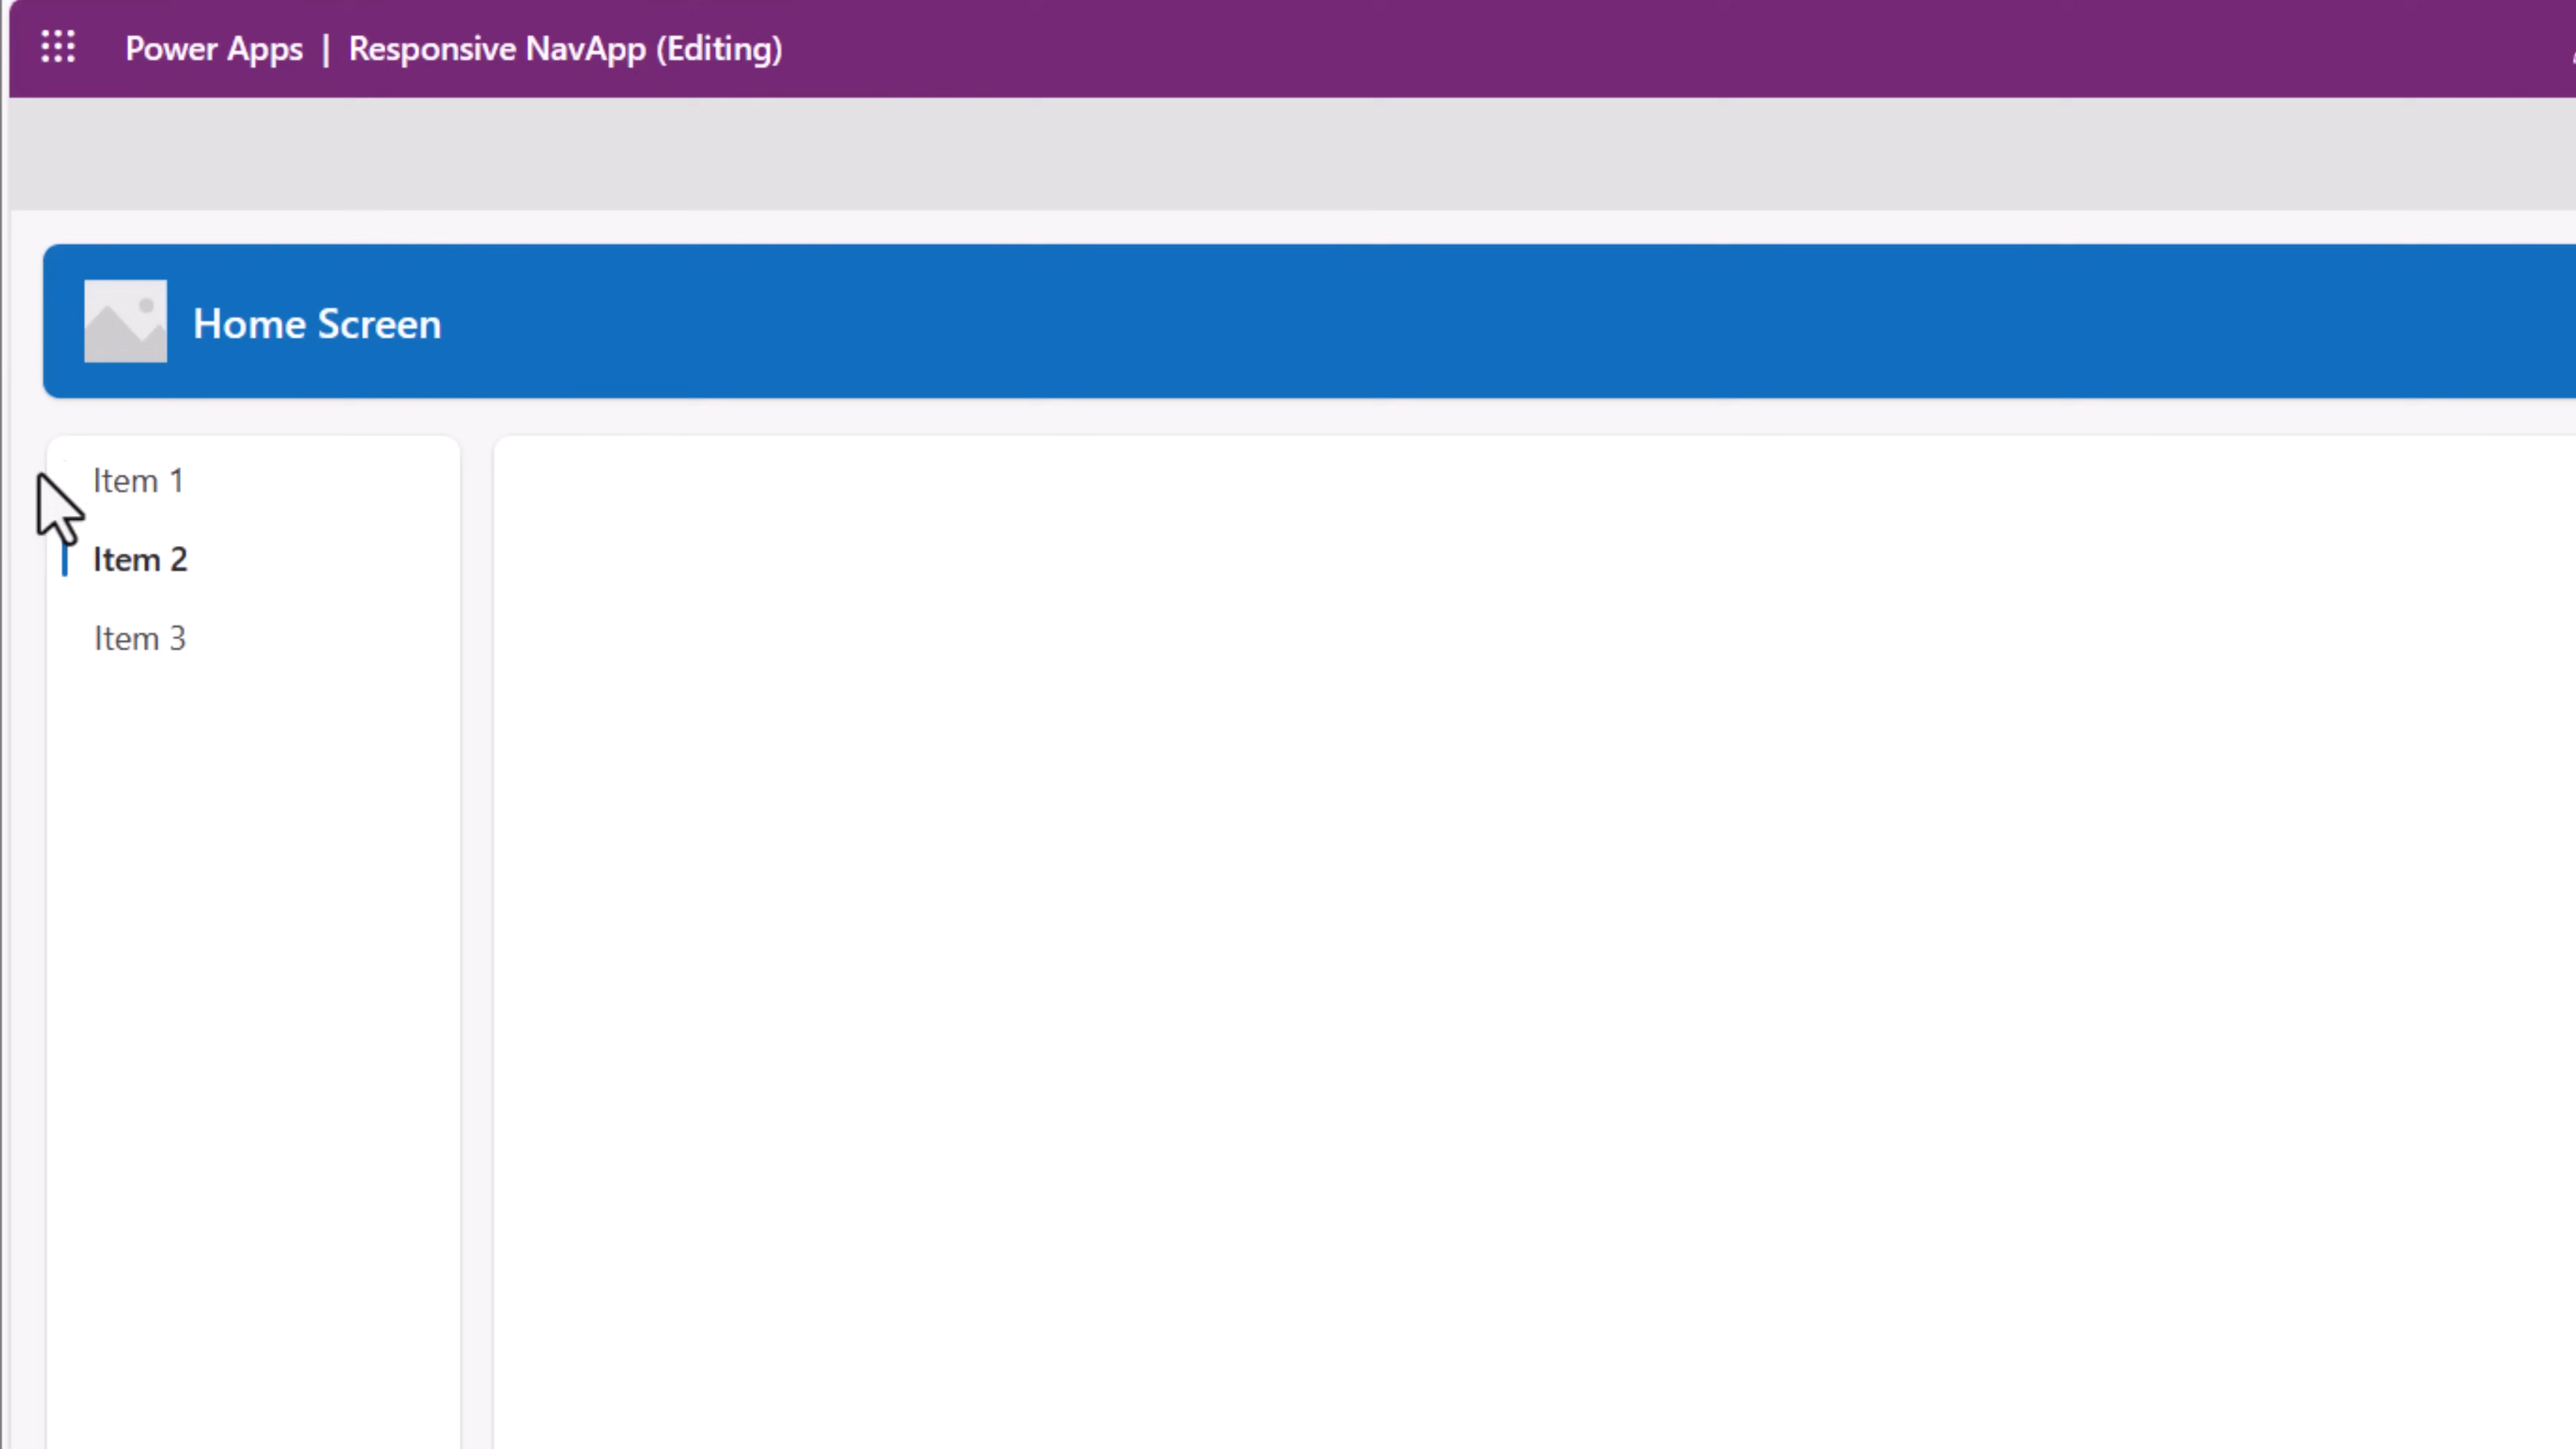 Power Apps | Responsive NavApp (Editing)
Home Screen
Item 1
Item 2
Item 3